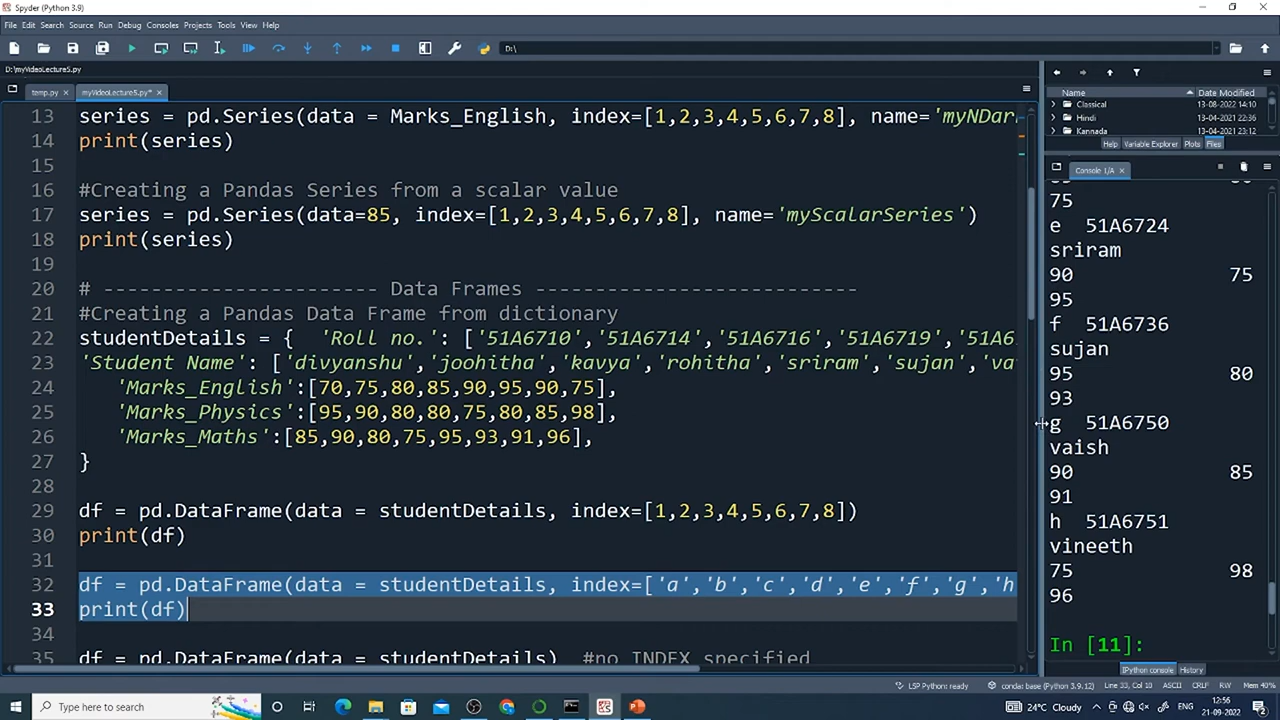 Spyder (Python 3.9)
File Edit Search Source Run Debug Consoles Projects Tools View Help
D:\
D:\myVideoLecture5.py
temp.py myVideoLecture5.py*
13 series = pd.Series(data = Marks_English, index=[1,2,3,4,5,6,7,8], name='myNDar
14 print(series)
15
16 #Creating a Pandas Series from a scalar value
17 series = pd.Series(data=85, index=[1,2,3,4,5,6,7,8], name='myScalarSeries')
18 print(series)
19
20 # ---------------------- Data Frames ---------------------------
21 #Creating a Pandas Data Frame from dictionary
22 studentDetails = { 'Roll no.': ['51A6710','51A6714','51A6716','51A6719','51A6
23 'Student Name': ['divyanshu','joohitha','kavya','rohitha','sriram','sujan','va
24 'Marks_English':[70,75,80,85,90,95,90,75],
25 'Marks_Physics':[95,90,80,80,75,80,85,98],
26 'Marks_Maths':[85,90,80,75,95,93,91,96],
27 }
28
29 df = pd.DataFrame(data = studentDetails, index=[1,2,3,4,5,6,7,8])
30 print(df)
31
32 df = pd.DataFrame(data = studentDetails, index=['a','b','c','d','e','f','g','h
33 print(df)
34
35 df = pd.DataFrame(data = studentDetails) #no INDEX specified
Name Date Modified
Classical 13-08-2022 14:10
Hindi 13-04-2021 22:36
Kannada 13-04-2021 23:12
Help Variable Explorer Plots Files
Console 1/A
75
e 51A6724
sriram
90 75
95
f 51A6736
sujan
95 80
93
g 51A6750
vaish
90 85
91
h 51A6751
vineeth
75 98
96
In [11]:
IPython console History
LSP Python: ready conda: base (Python 3.9.12) Line 33, Col 10 ASCII CRLF RW Mem 40%
Type here to search
24°C Cloudy
ENG
12:56
21-09-2022
2